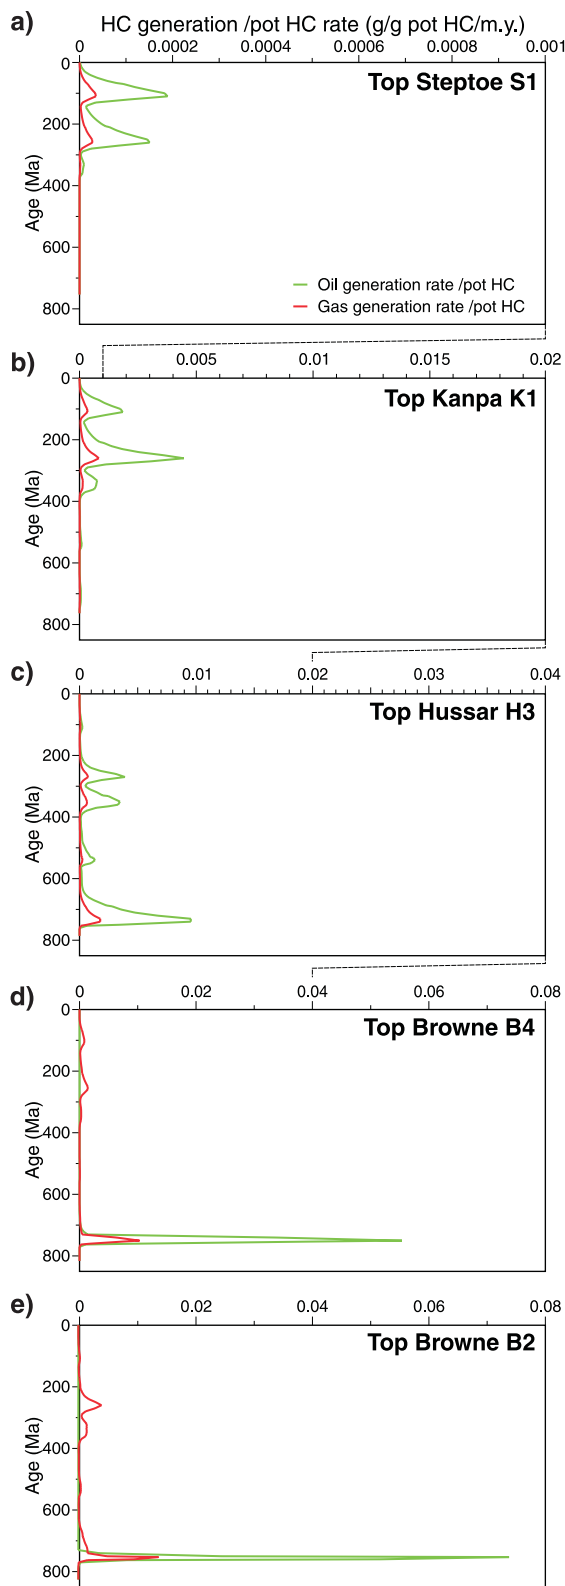 a)
HC generation /pot HC rate (g/g pot HC/m.y.)
0 0.0002 0.0004 0.0006 0.0008 0.001
Top Steptoe S1
0
200
400
600
800
Age (Ma)
Oil generation rate /pot HC
Gas generation rate /pot HC
b)
0 0.005 0.01 0.015 0.02
Top Kanpa K1
0
200
400
600
800
Age (Ma)
c)
0 0.01 0.02 0.03 0.04
Top Hussar H3
0
200
400
600
800
Age (Ma)
d)
0 0.02 0.04 0.06 0.08
Top Browne B4
0
200
400
600
800
Age (Ma)
e)
0 0.02 0.04 0.06 0.08
Top Browne B2
0
200
400
600
800
Age (Ma)